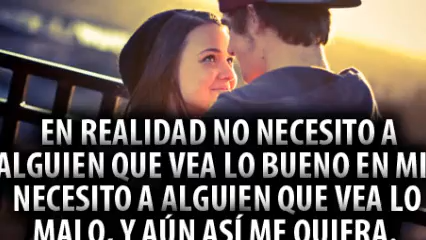 EN REALIDAD NO NECESITO A
ALGUIEN QUE VEA LO BUENO EN MI
NECESITO A ALGUIEN QUE VEA LO
MALO, Y AÚN ASÍ ME QUIERA.